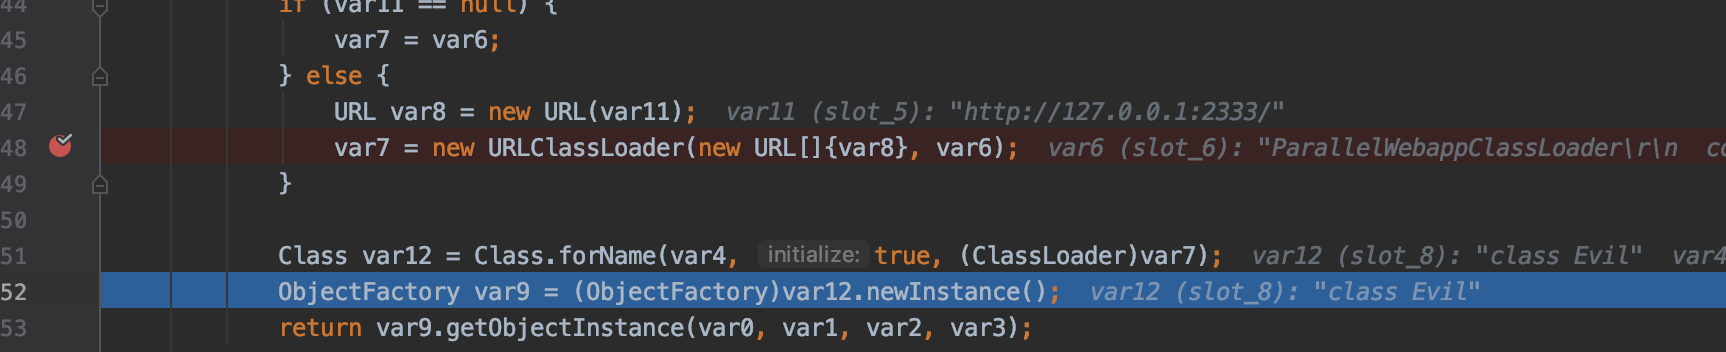 44 if (var11 == null) {
45 var7 = var6;
46 } else {
47 URL var8 = new URL(var11); var11 (slot_5): "http://127.0.0.1:2333/"
48 var7 = new URLClassLoader(new URL[]{var8}, var6); var6 (slot_6): "ParallelWebappClassLoader\r\n co
49 }
50
51 Class var12 = Class.forName(var4, initialize: true, (ClassLoader)var7); var12 (slot_8): "class Evil" var4
52 ObjectFactory var9 = (ObjectFactory)var12.newInstance(); var12 (slot_8): "class Evil"
53 return var9.getObjectInstance(var0, var1, var2, var3);